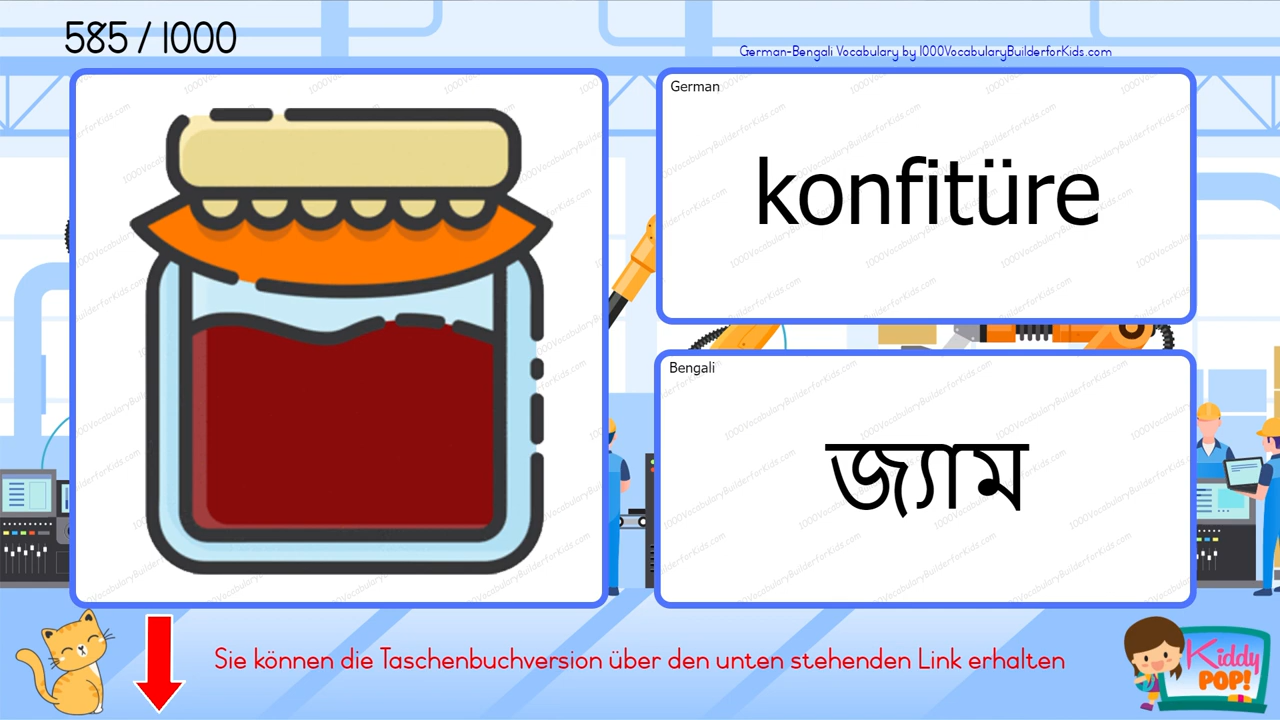 585 / 1000
German-Bengali Vocabulary by 1000VocabularyBuilderforKids.com
German
konfitüre
Bengali
জ্যাম
Sie können die Taschenbuchversion über den unten stehenden Link erhalten
Kiddy
POP!